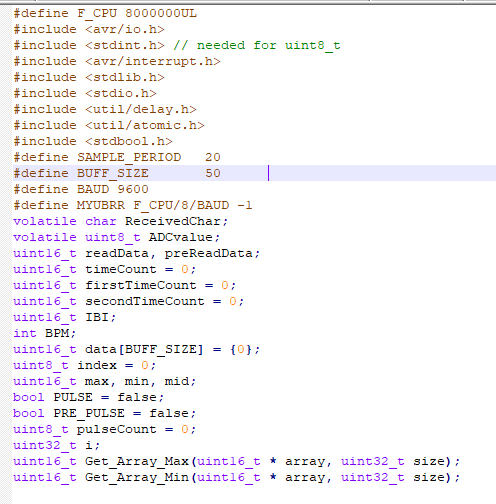 #define F_CPU 8000000UL
#include <avr/io.h>
#include <stdint.h> // needed for uint8_t
#include <avr/interrupt.h>
#include <stdlib.h>
#include <stdio.h>
#include <util/delay.h>
#include <util/atomic.h>
#include <stdbool.h>
#define SAMPLE_PERIOD   20
#define BUFF_SIZE       50
#define BAUD 9600
#define MYUBRR F_CPU/8/BAUD -1
volatile char ReceivedChar;
volatile uint8_t ADCvalue;
uint16_t readData, preReadData;
uint16_t timeCount = 0;
uint16_t firstTimeCount = 0;
uint16_t secondTimeCount = 0;
uint16_t IBI;
int BPM;
uint16_t data[BUFF_SIZE] = {0};
uint8_t index = 0;
uint16_t max, min, mid;
bool PULSE = false;
bool PRE_PULSE = false;
uint8_t pulseCount = 0;
uint32_t i;
uint16_t Get_Array_Max(uint16_t * array, uint32_t size);
uint16_t Get_Array_Min(uint16_t * array, uint32_t size);